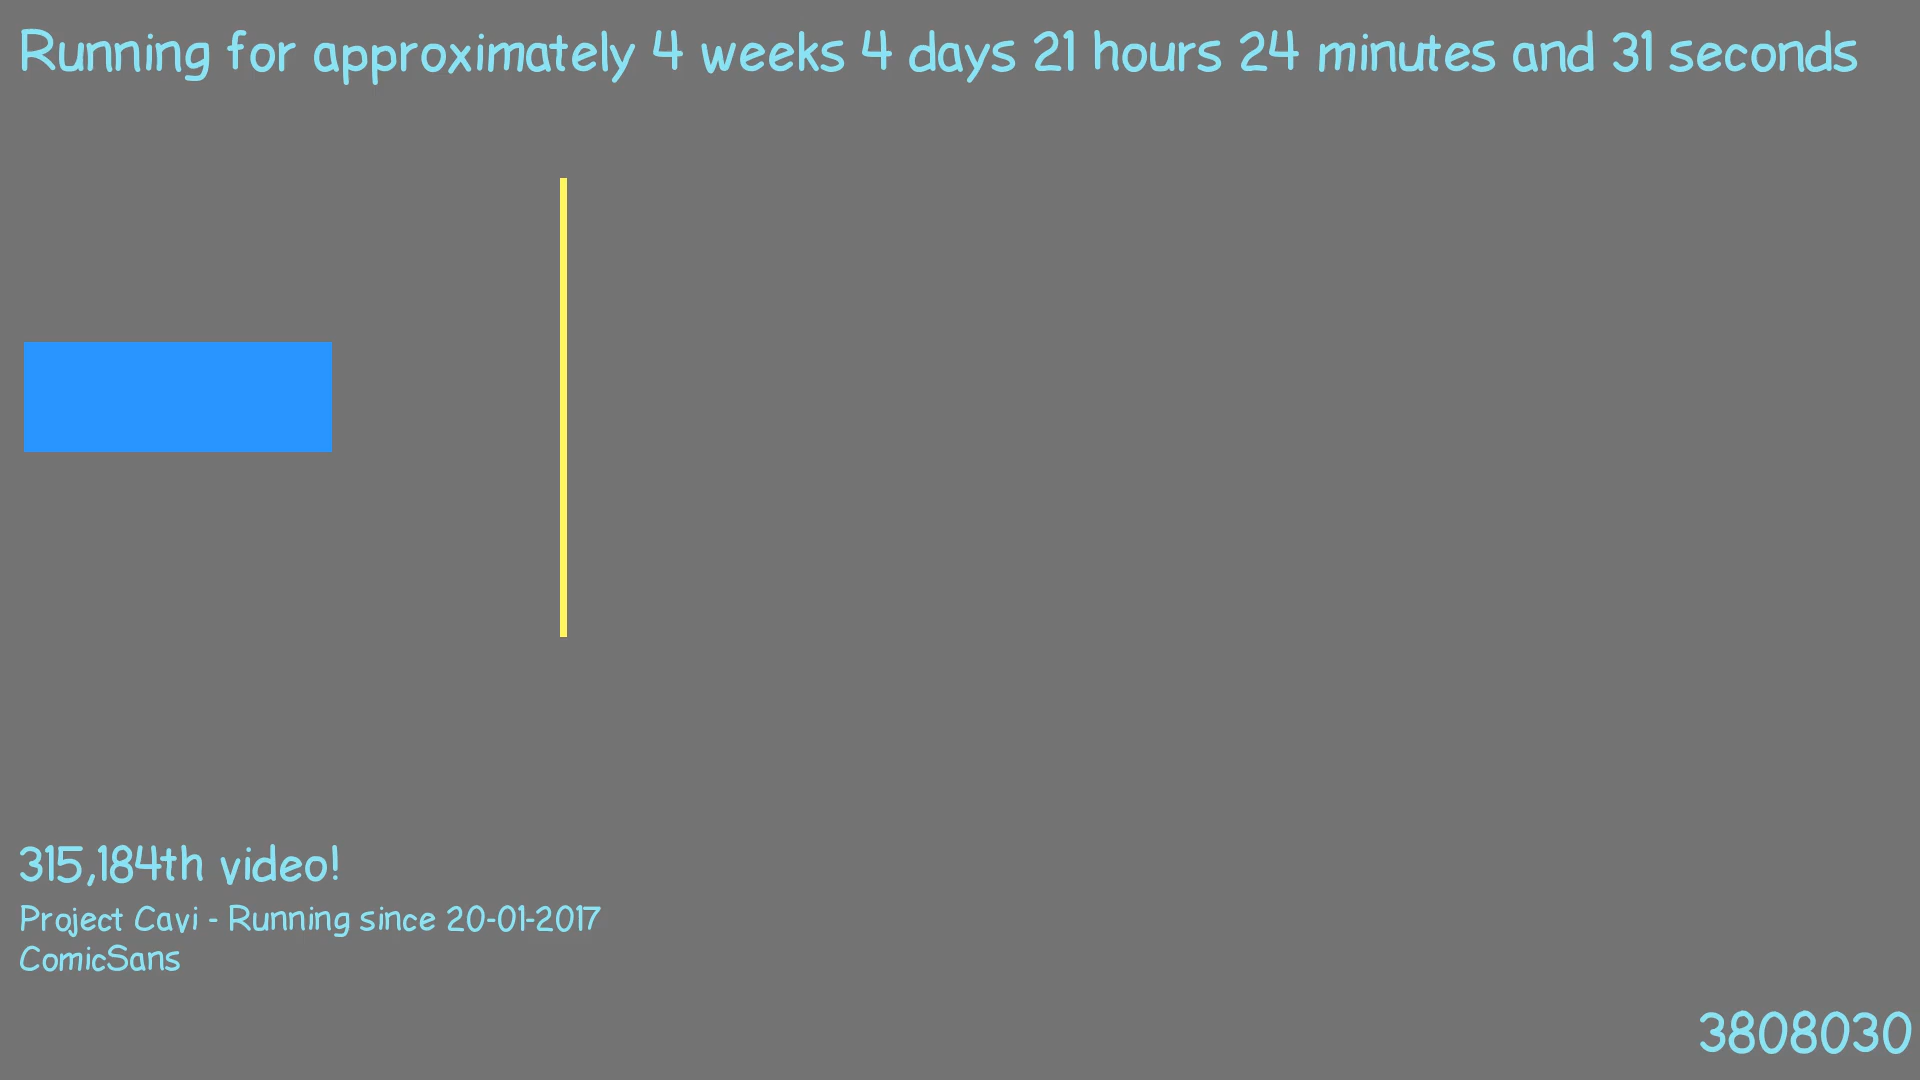 Running for approximately 4 weeks 4 days 21 hours 24 minutes and 31 seconds
315,184th video!
Project Cavi - Running since 20-01-2017
ComicSans
3808030